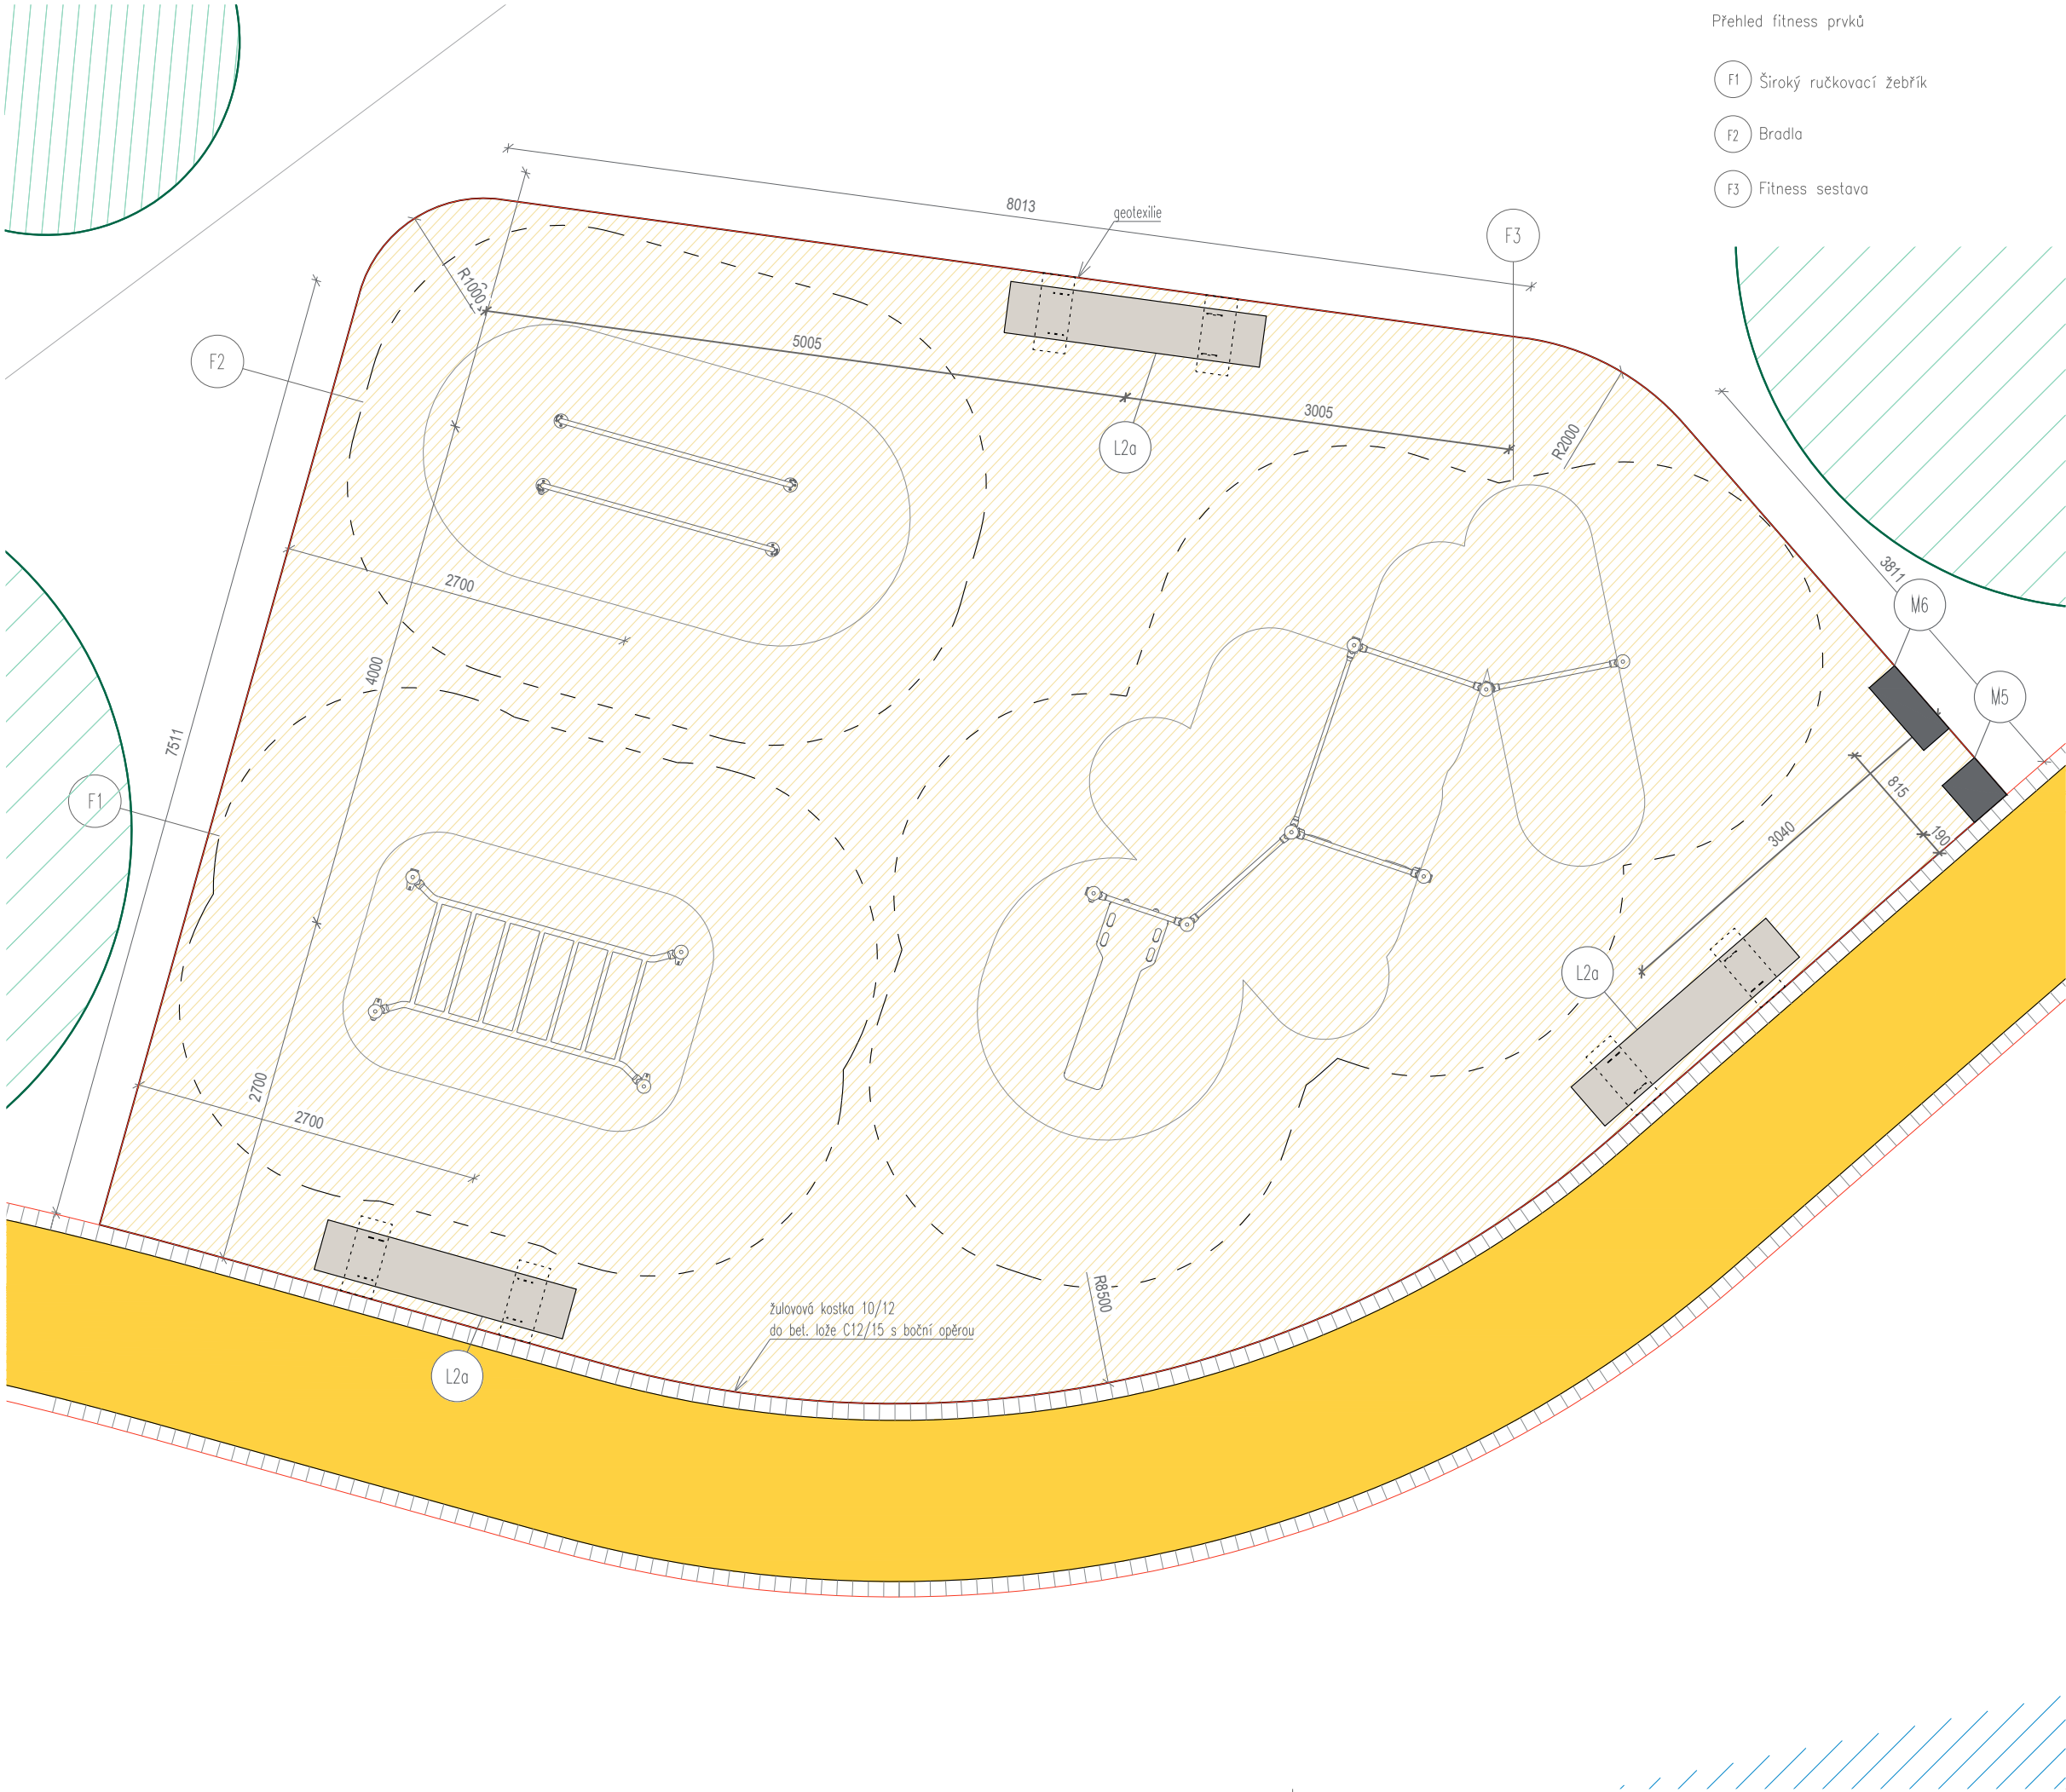 Přehled fitness prvků
F1 Široký ručkovací žebřík
F2 Bradla
F3 Fitness sestava
8013
geotexilie
F3
R1000
5005
F2
3005
L2a
R2000
3811
2700
M6
4000
M5
7511
815
F1
3040
190
L2a
2700
2700
R8500
žulovová kostka 10/12
do bet. lože C12/15 s boční opěrou
L2a